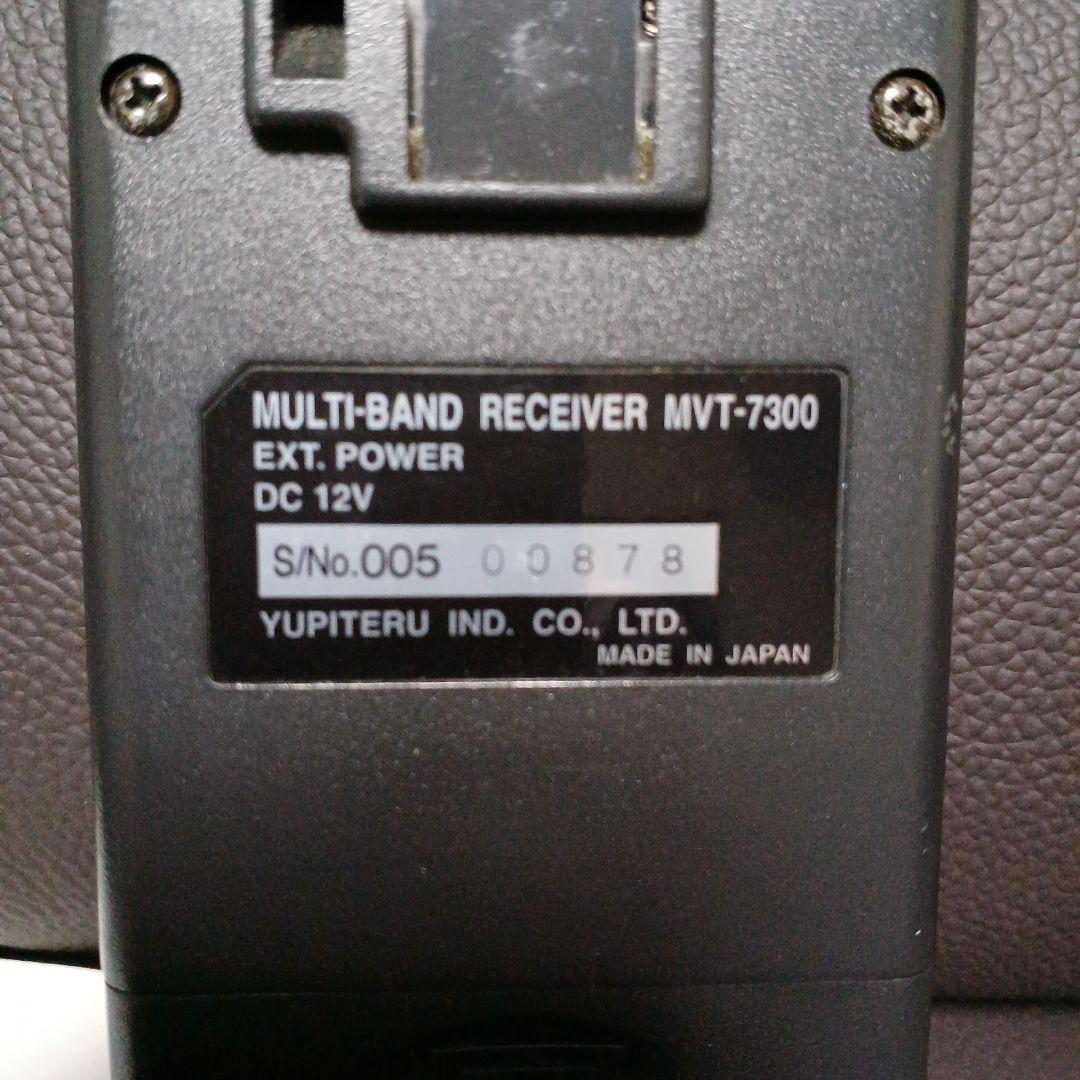 MULTI-BAND RECEIVER MVT-7300
EXT. POWER
DC 12V
S/No.005 00878
YUPITERU IND. CO., LTD.
MADE IN JAPAN